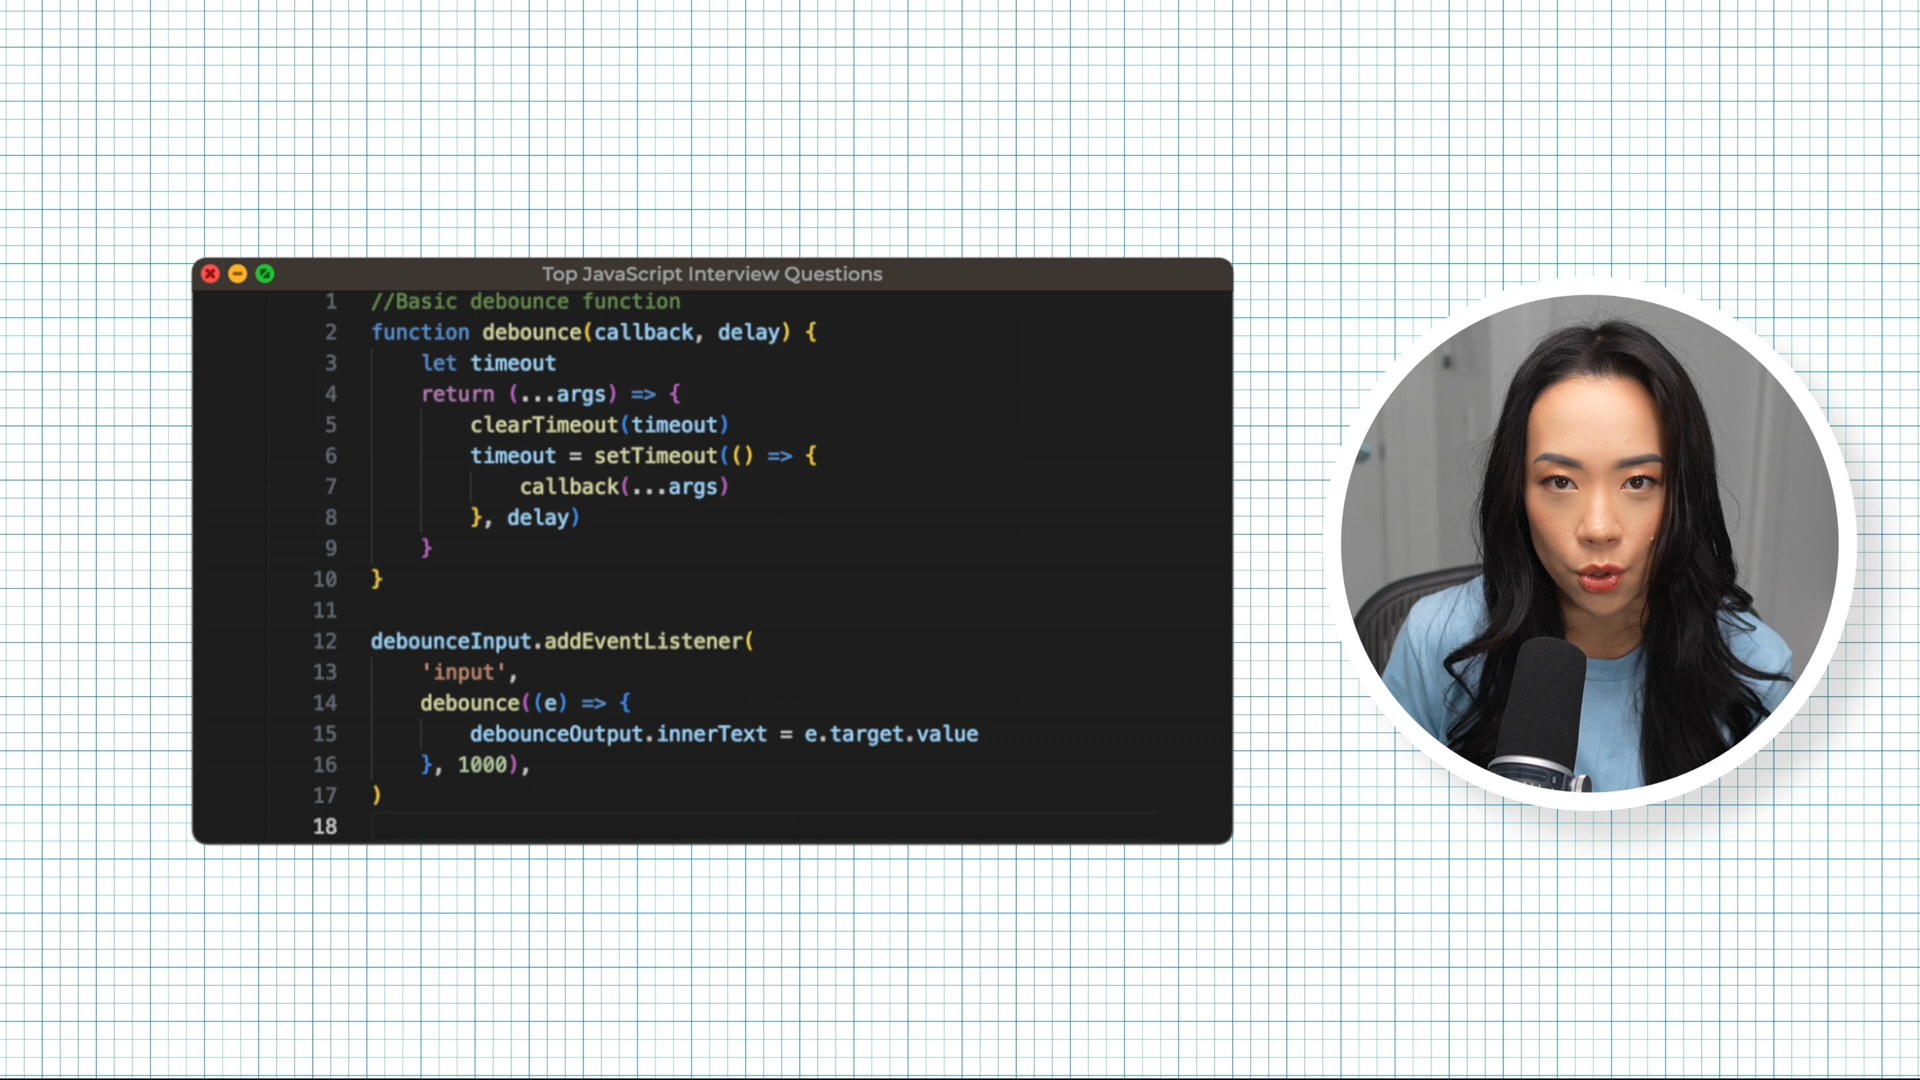 Top JavaScript Interview Questions
1 //Basic debounce function
2 function debounce(callback, delay) {
3     let timeout
4     return (...args) => {
5         clearTimeout(timeout)
6         timeout = setTimeout(() => {
7             callback(...args)
8         }, delay)
9     }
10 }
11
12 debounceInput.addEventListener(
13     'input',
14     debounce((e) => {
15         debounceOutput.innerText = e.target.value
16     }, 1000),
17 )
18